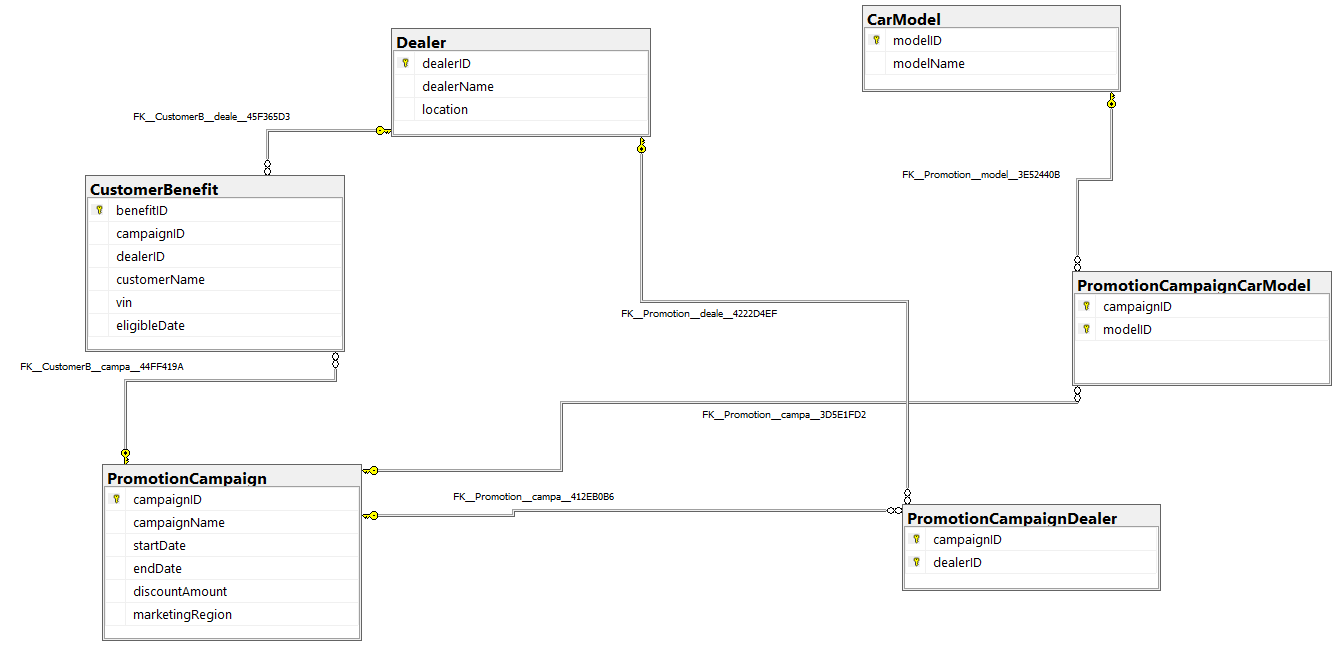 CarModel
modelID
modelName
Dealer
dealerID
dealerName
location
FK__CustomerB__deale__45F365D3
FK__Promotion__model__3E52440B
CustomerBenefit
benefitID
campaignID
dealerID
customerName
vin
eligibleDate
PromotionCampaignCarModel
campaignID
modelID
FK__Promotion__deale__4222D4EF
FK__CustomerB__campa__44FF419A
FK__Promotion__campa__3D5E1FD2
PromotionCampaign
campaignID
campaignName
startDate
endDate
discountAmount
marketingRegion
FK__Promotion__campa__412EB0B6
PromotionCampaignDealer
campaignID
dealerID